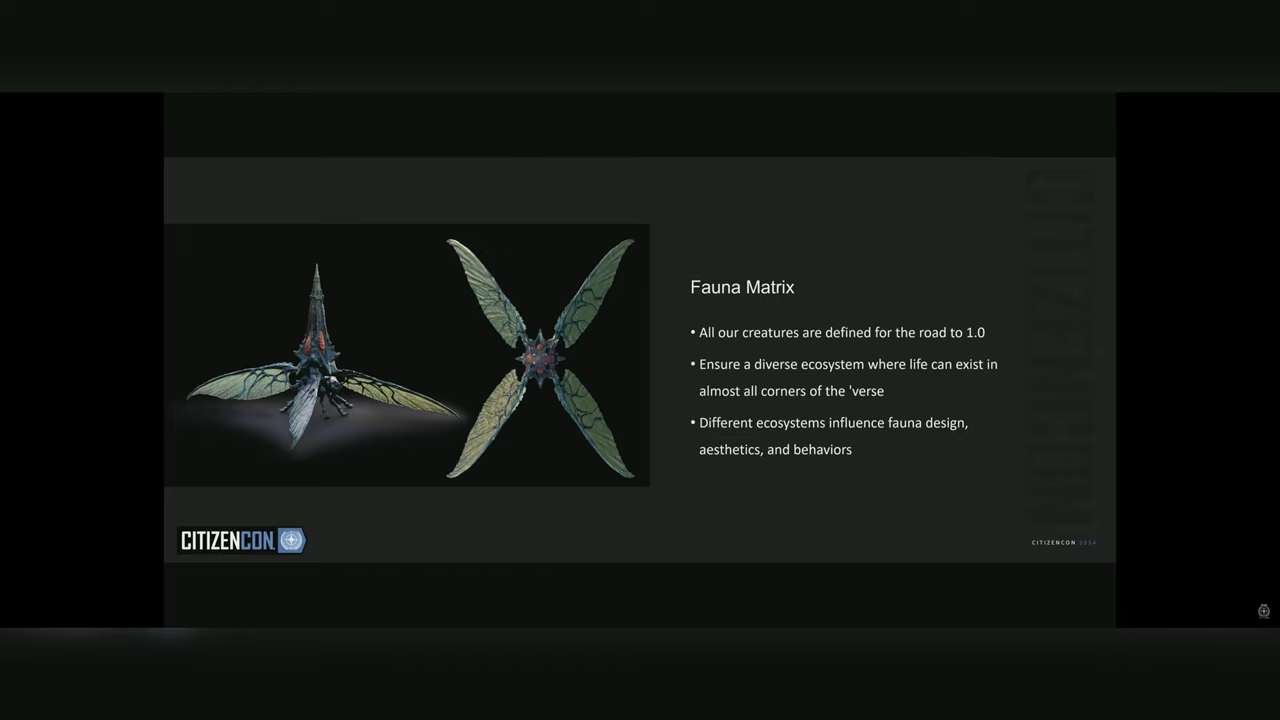 CITIZENCON
Fauna Matrix
• All our creatures are defined for the road to 1.0
• Ensure a diverse ecosystem where life can exist in
almost all corners of the 'verse
• Different ecosystems influence fauna design,
aesthetics, and behaviors
CITIZENCON
CITIZENCON 2954